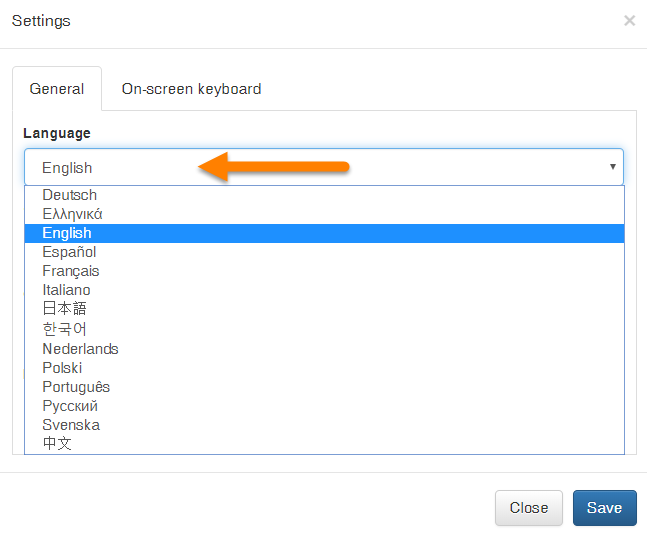 Settings ×
General On-screen keyboard
Language
English
Deutsch
Ελληνικά
English
Español
Français
Italiano
日本語
한국어
Nederlands
Polski
Português
Русский
Svenska
中文
Close Save